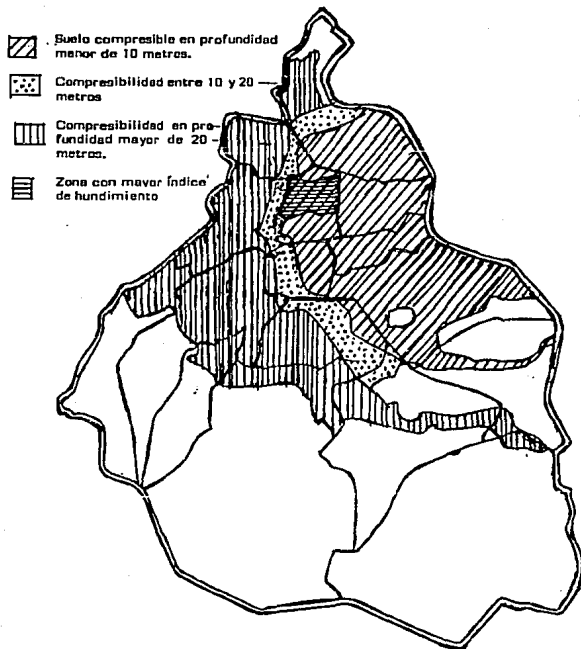 Suelo compresible en profundidad
menor de 10 metros.
Compresibilidad entre 10 y 20
metros
Compresibilidad en pro-
fundidad mayor de 20
metros.
Zona con mayor índice
de hundimiento